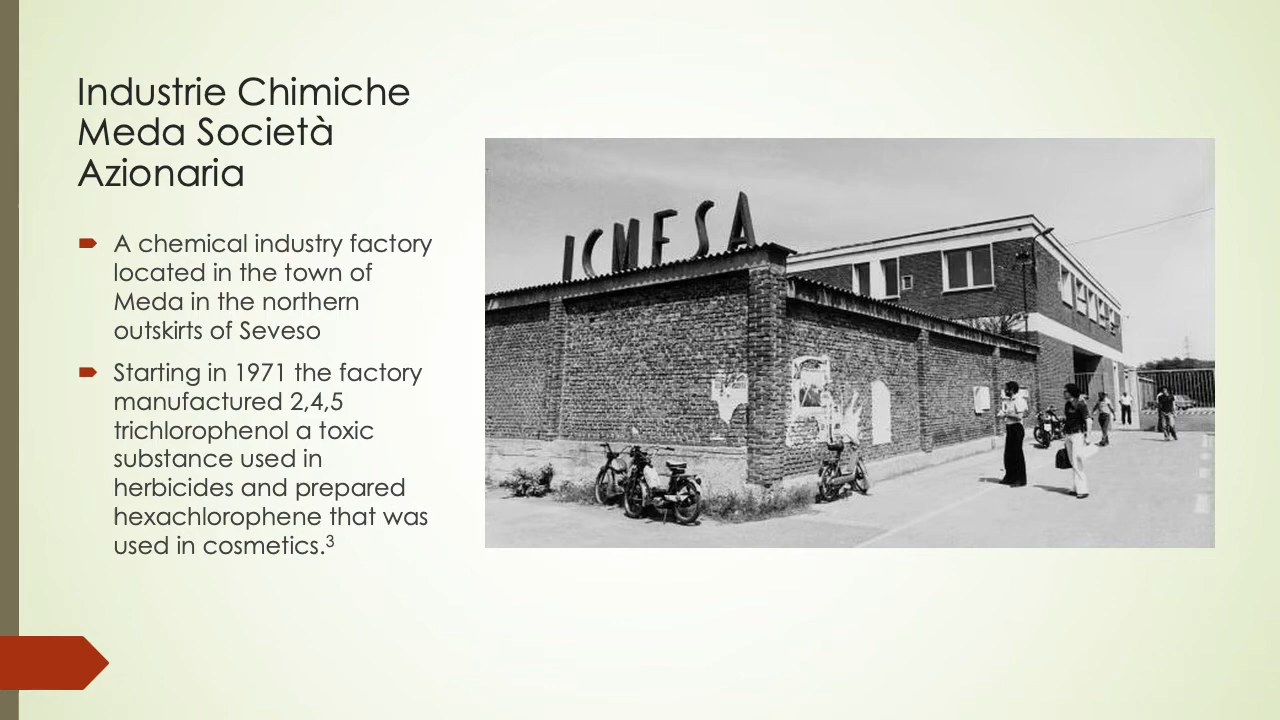 Industrie Chimiche
Meda Società
Azionaria
A chemical industry factory
located in the town of
Meda in the northern
outskirts of Seveso
Starting in 1971 the factory
manufactured 2,4,5
trichlorophenol a toxic
substance used in
herbicides and prepared
hexachlorophene that was
used in cosmetics.³
ICMESA